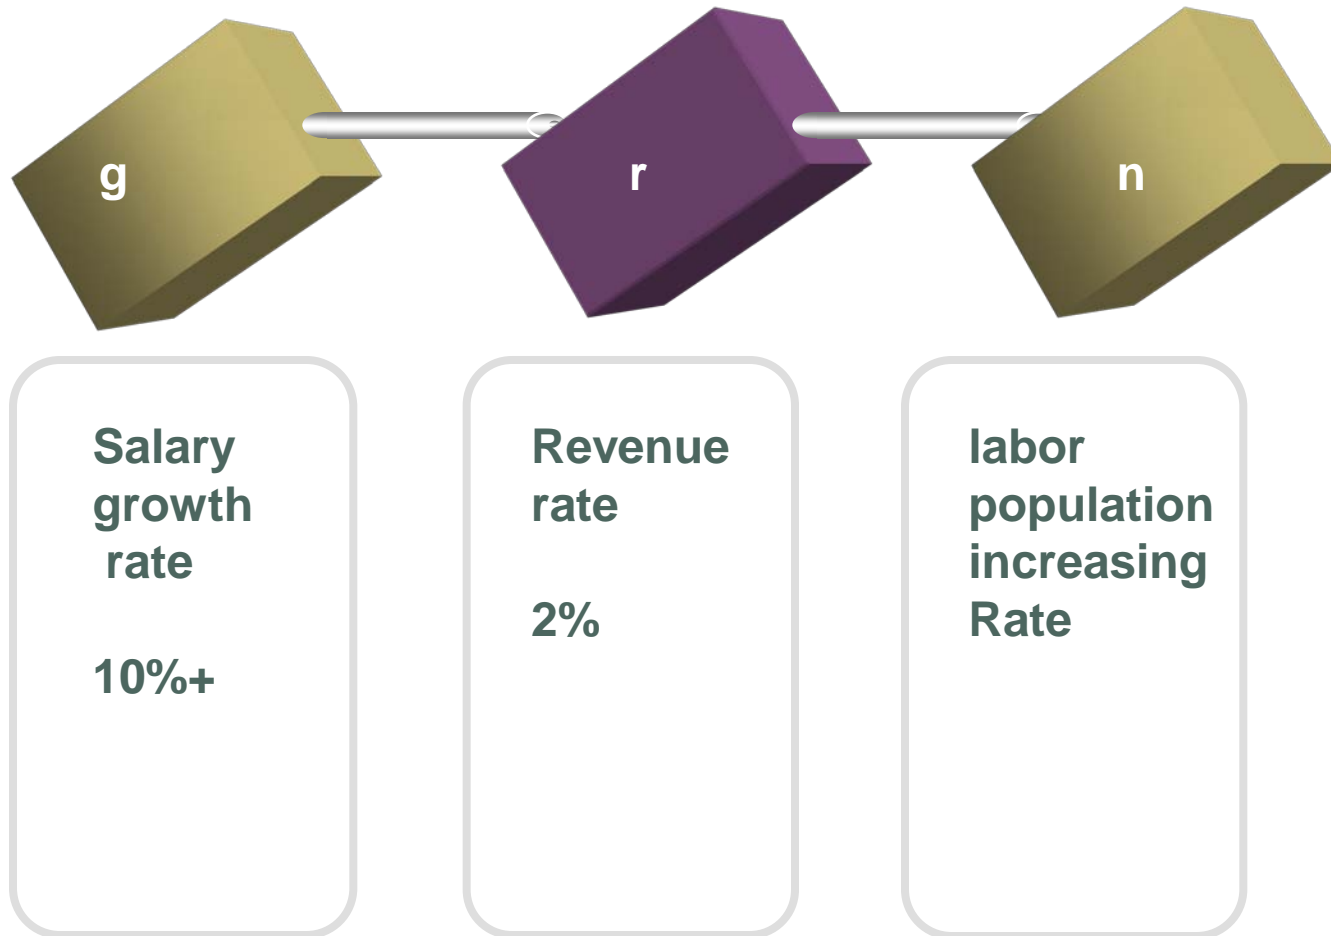 g
r
n
Salary
growth
rate
10%+
Revenue
rate
2%
labor
population
increasing
Rate